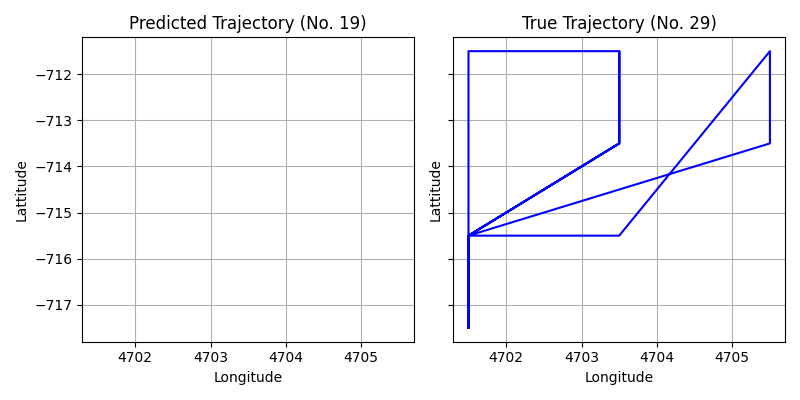 Predicted Trajectory (No. 19)
True Trajectory (No. 29)
Lattitude
−712
−713
−714
−715
−716
−717
4702
4703
4704
4705
Longitude
Lattitude
4702
4703
4704
4705
Longitude